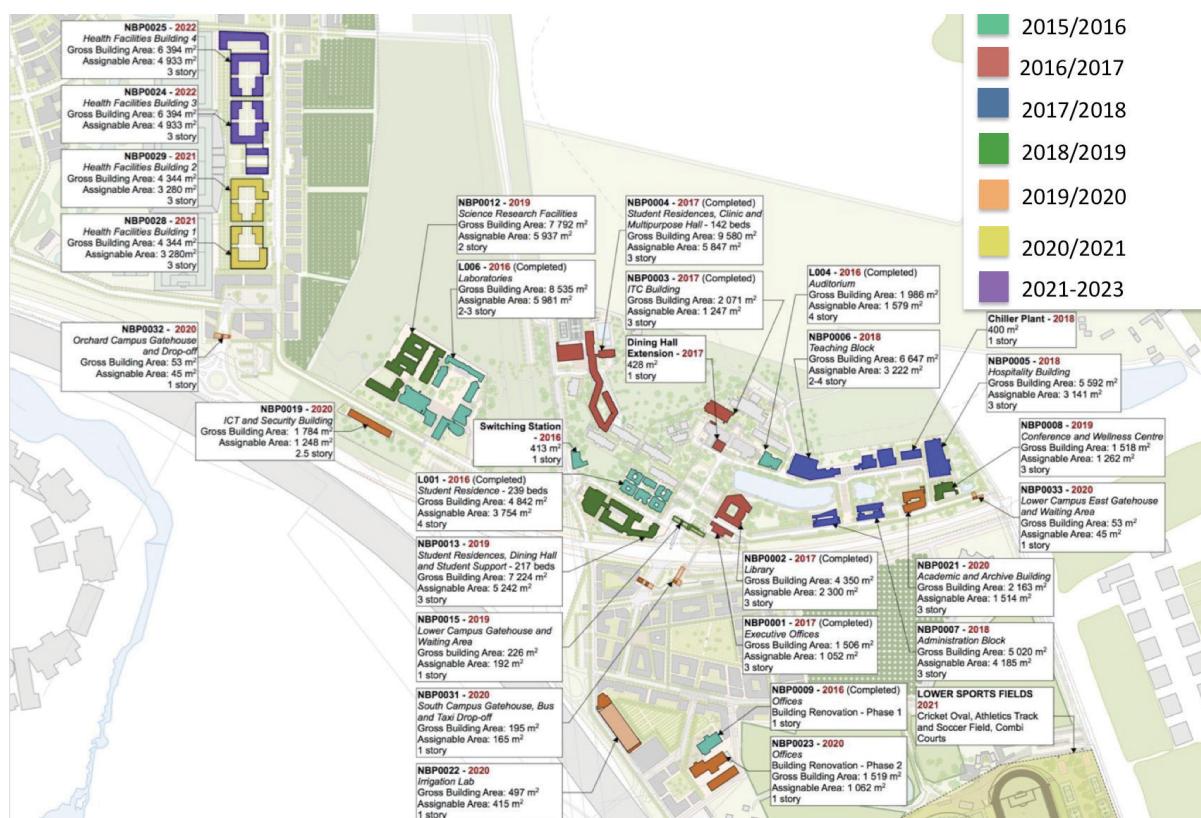 NBP0025 - 2022
Health Facilities Building 4
Gross Building Area: 6 394 m²
Assignable Area: 4 933 m²
3 story
NBP0024 - 2022
Health Facilities Building 3
Gross Building Area: 6 394 m²
Assignable Area: 4 933 m²
3 story
NBP0029 - 2021
Health Facilities Building 2
Gross Building Area: 4 344 m²
Assignable Area: 3 280 m²
3 story
NBP0028 - 2021
Health Facilities Building 1
Gross Building Area: 4 344 m²
Assignable Area: 3 280m²
3 story
NBP0032 - 2020
Orchard Campus Gatehouse
and Drop-off
Gross Building Area: 53 m²
Assignable Area: 45 m²
1 story
NBP0019 - 2020
ICT and Security Building
Gross Building Area: 1 784 m²
Assignable Area: 1 248 m²
2.5 story
NBP0012 - 2019
Science Research Facilities
Gross Building Area: 7 792 m²
Assignable Area: 5 937 m²
2 story
L006 - 2016 (Completed)
Laboratories
Gross Building Area: 8 535 m²
Assignable Area: 5 981 m²
2-3 story
Switching Station
- 2016
413 m²
1 story
L001 - 2016 (Completed)
Student Residence - 239 beds
Gross Building Area: 4 842 m²
Assignable Area: 3 754 m²
4 story
NBP0013 - 2019
Student Residences, Dining Hall
and Student Support - 217 beds
Gross Building Area: 7 224 m²
Assignable Area: 5 242 m²
3 story
NBP0015 - 2019
Lower Campus Gatehouse and
Waiting Area
Gross building Area: 226 m²
Assignable Area: 192 m²
1 story
NBP0031 - 2020
South Campus Gatehouse, Bus
and Taxi Drop-off
Gross Building Area: 195 m²
Assignable Area: 165 m²
1 story
NBP0022 - 2020
Irrigation Lab
Gross Building Area: 497 m²
Assignable Area: 415 m²
1 story
NBP0004 - 2017 (Completed)
Student Residences, Clinic and
Multipurpose Hall - 142 beds
Gross Building Area: 9 580 m²
Assignable Area: 5 847 m²
3 story
NBP0003 - 2017 (Completed)
ITC Building
Gross Building Area: 2 071 m²
Assignable Area: 1 247 m²
3 story
Dining Hall
Extension - 2017
428 m²
1 story
L004 - 2016 (Completed)
Auditorium
Gross Building Area: 1 986 m²
Assignable Area: 1 579 m²
4 story
NBP0006 - 2018
Teaching Block
Gross Building Area: 6 647 m²
Assignable Area: 3 222 m²
2-4 story
2015/2016
2016/2017
2017/2018
2018/2019
2019/2020
2020/2021
2021-2023
Chiller Plant - 2018
400 m²
1 story
NBP0005 - 2018
Hospitality Building
Gross Building Area: 5 592 m²
Assignable Area: 3 141 m²
3 story
NBP0008 - 2019
Conference and Wellness Centre
Gross Building Area: 1 518 m²
Assignable Area: 1 262 m²
3 story
NBP0033 - 2020
Lower Campus East Gatehouse
and Waiting Area
Gross Building Area: 53 m²
Assignable Area: 45 m²
1 story
NBP0002 - 2017 (Completed)
Library
Gross Building Area: 4 350 m²
Assignable Area: 2 300 m²
3 story
NBP0001 - 2017 (Completed)
Executive Offices
Gross Building Area: 1 506 m²
Assignable Area: 1 052 m²
3 story
NBP0009 - 2016 (Completed)
Offices
Building Renovation - Phase 1
1 story
NBP0023 - 2020
Offices
Building Renovation - Phase 2
Gross Building Area: 1 519 m²
Assignable Area: 1 062 m²
1 story
NBP0021 - 2020
Academic and Archive Building
Gross Building Area: 2 163 m²
Assignable Area: 1 514 m²
3 story
NBP0007 - 2018
Administration Block
Gross Building Area: 5 020 m²
Assignable Area: 4 185 m²
3 story
LOWER SPORTS FIELDS
2021
Cricket Oval, Athletics Track
and Soccer Field, Combi
Courts